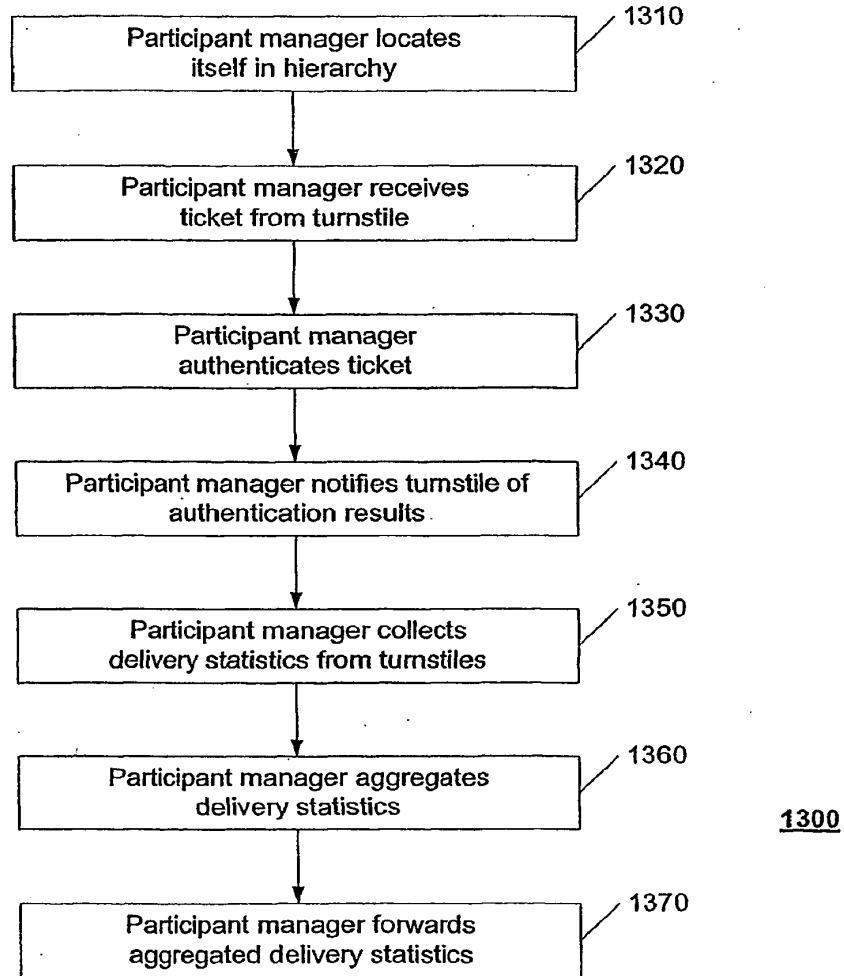 1310
Participant manager locates
itself in hierarchy
1320
Participant manager receives
ticket from turnstile
1330
Participant manager
authenticates ticket
1340
Participant manager notifies turnstile of
authentication results
1350
Participant manager collects
delivery statistics from turnstiles
1360
Participant manager aggregates
delivery statistics
1300
1370
Participant manager forwards
aggregated delivery statistics